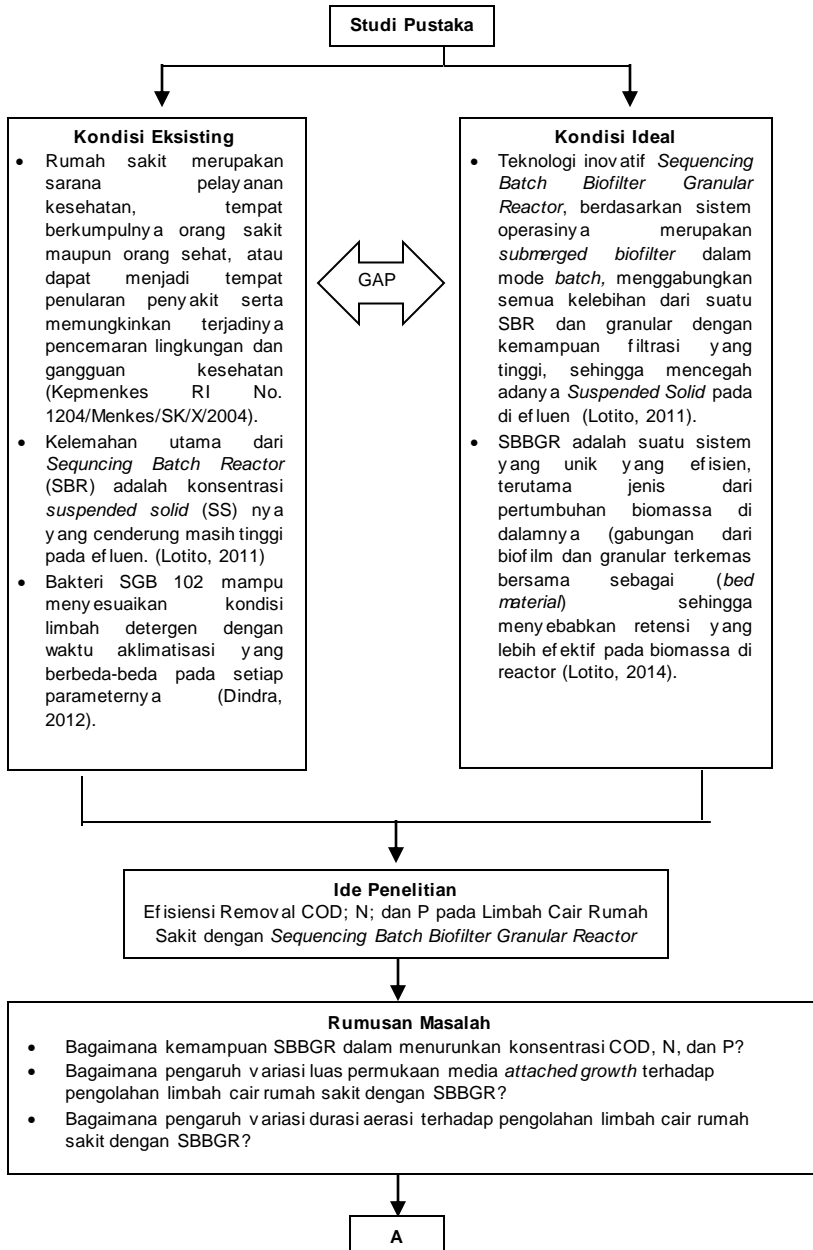 Studi Pustaka
Kondisi Eksisting
• Rumah sakit merupakan
sarana pelayanan
kesehatan, tempat
berkumpulnya orang sakit
maupun orang sehat, atau
dapat menjadi tempat
penularan penyakit serta
memungkinkan terjadinya
pencemaran lingkungan dan
gangguan kesehatan
(Kepmenkes RI No.
1204/Menkes/SK/X/2004).
• Kelemahan utama dari
Sequncing Batch Reactor
(SBR) adalah konsentrasi
suspended solid (SS) nya
yang cenderung masih tinggi
pada efluen. (Lotito, 2011)
• Bakteri SGB 102 mampu
menyesuaikan kondisi
limbah detergen dengan
waktu aklimatisasi yang
berbeda-beda pada setiap
parameternya (Dindra,
2012).
GAP
Kondisi Ideal
• Teknologi inovatif Sequencing
Batch Biofilter Granular
Reactor, berdasarkan sistem
operasinya merupakan
submerged biofilter dalam
mode batch, menggabungkan
semua kelebihan dari suatu
SBR dan granular dengan
kemampuan filtrasi yang
tinggi, sehingga mencegah
adanya Suspended Solid pada
di efluen (Lotito, 2011).
• SBBGR adalah suatu sistem
yang unik yang efisien,
terutama jenis dari
pertumbuhan biomassa di
dalamnya (gabungan dari
biofilm dan granular terkemas
bersama sebagai (bed
material) sehingga
menyebabkan retensi yang
lebih efektif pada biomassa di
reactor (Lotito, 2014).
Ide Penelitian
Efisiensi Removal COD; N; dan P pada Limbah Cair Rumah
Sakit dengan Sequencing Batch Biofilter Granular Reactor
Rumusan Masalah
• Bagaimana kemampuan SBBGR dalam menurunkan konsentrasi COD, N, dan P?
• Bagaimana pengaruh variasi luas permukaan media attached growth terhadap
pengolahan limbah cair rumah sakit dengan SBBGR?
• Bagaimana pengaruh variasi durasi aerasi terhadap pengolahan limbah cair rumah
sakit dengan SBBGR?
A